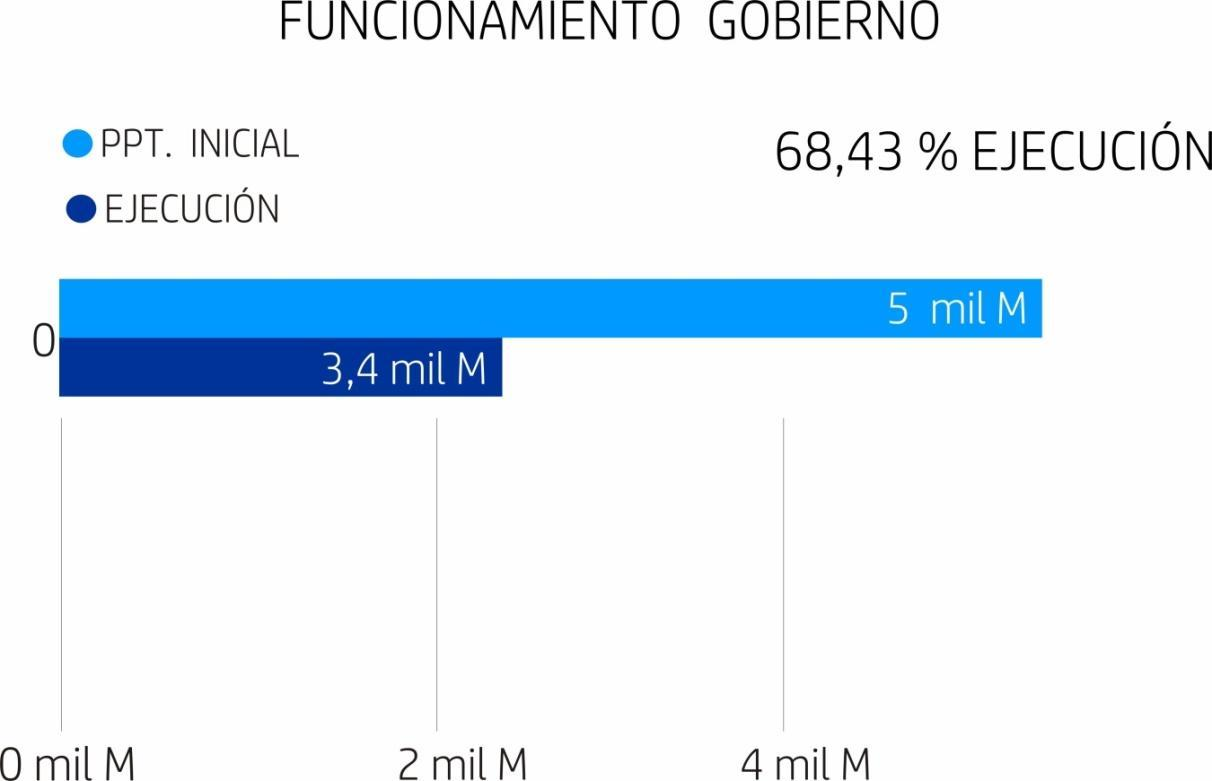 FUNCIONAMIENTO GOBIERNO
PPT. INICIAL
68,43 % EJECUCIÓN
EJECUCIÓN
5 mil M
0
3,4 mil M
0 mil M
2 mil M
4 mil M